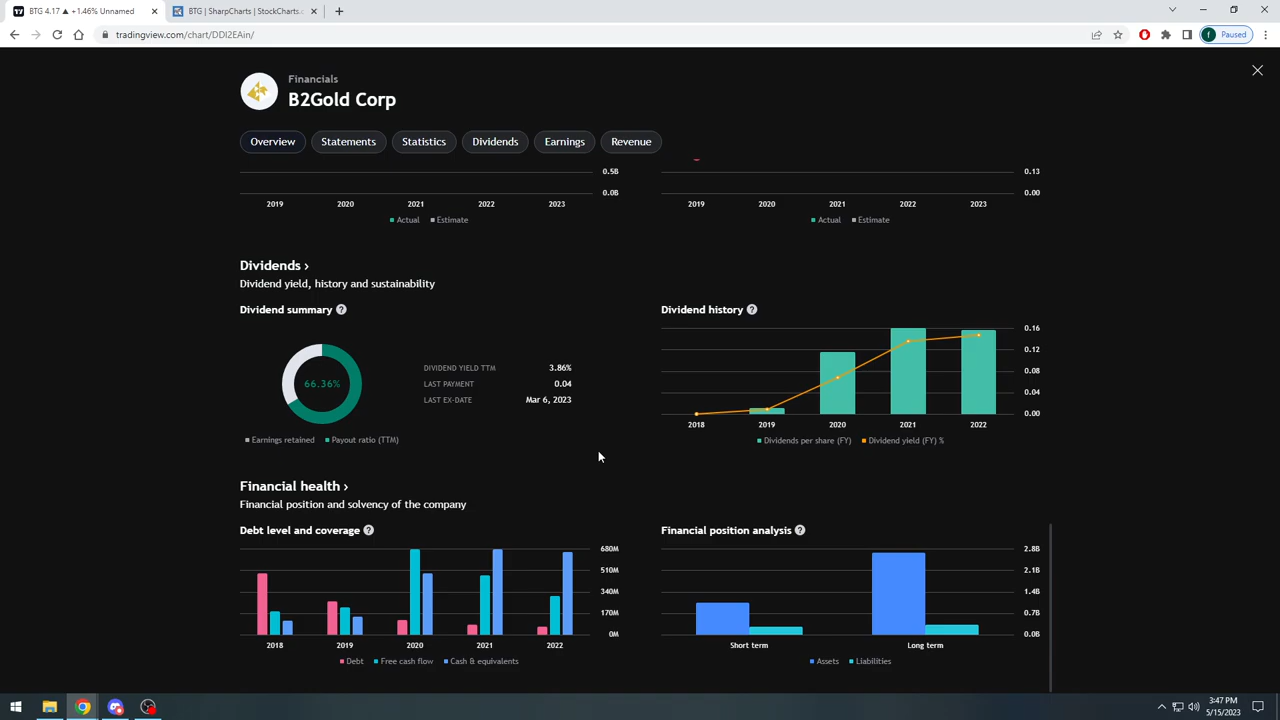 BTG 4.17 ▲ +1.46% Unnamed
BTG | SharpCharts | StockCharts.c
tradingview.com/chart/DDI2EAin/
f Paused
Financials
B2Gold Corp
Overview Statements Statistics Dividends Earnings Revenue
0.5B
0.0B
2019 2020 2021 2022 2023
Actual Estimate
0.13
0.00
2019 2020 2021 2022 2023
Actual Estimate
Dividends ›
Dividend yield, history and sustainability
Dividend summary ?
66.36%
DIVIDEND YIELD TTM 3.86%
LAST PAYMENT 0.04
LAST EX-DATE Mar 6, 2023
Earnings retained Payout ratio (TTM)
Dividend history ?
0.16
0.12
0.08
0.04
0.00
2018 2019 2020 2021 2022
Dividends per share (FY) Dividend yield (FY) %
Financial health ›
Financial position and solvency of the company
Debt level and coverage ?
680M
510M
340M
170M
0M
2018 2019 2020 2021 2022
Debt Free cash flow Cash & equivalents
Financial position analysis ?
2.8B
2.1B
1.4B
0.7B
0.0B
Short term Long term
Assets Liabilities
3:47 PM
5/15/2023